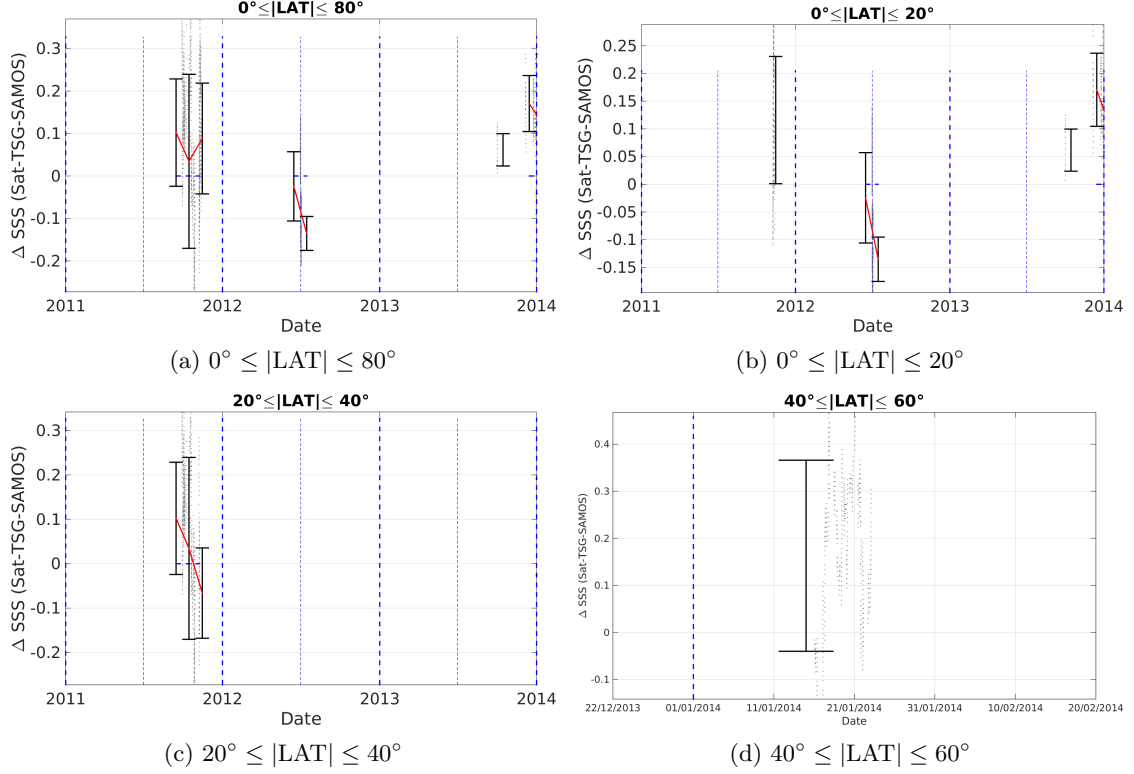 0°≤|LAT|≤ 80°
Δ SSS (Sat-TSG-SAMOS)
0.3
0.2
0.1
0
-0.1
-0.2
2011 2012 2013 2014
Date
(a) 0° ≤ |LAT| ≤ 80°
0°≤|LAT|≤ 20°
Δ SSS (Sat-TSG-SAMOS)
0.25
0.2
0.15
0.1
0.05
0
-0.05
-0.1
-0.15
2011 2012 2013 2014
Date
(b) 0° ≤ |LAT| ≤ 20°
20°≤|LAT|≤ 40°
Δ SSS (Sat-TSG-SAMOS)
0.3
0.2
0.1
0
-0.1
-0.2
2011 2012 2013 2014
Date
(c) 20° ≤ |LAT| ≤ 40°
40°≤|LAT|≤ 60°
Δ SSS (Sat-TSG-SAMOS)
0.4
0.3
0.2
0.1
0
-0.1
22/12/2013 01/01/2014 11/01/2014 21/01/2014 31/01/2014 10/02/2014 20/02/2014
Date
(d) 40° ≤ |LAT| ≤ 60°